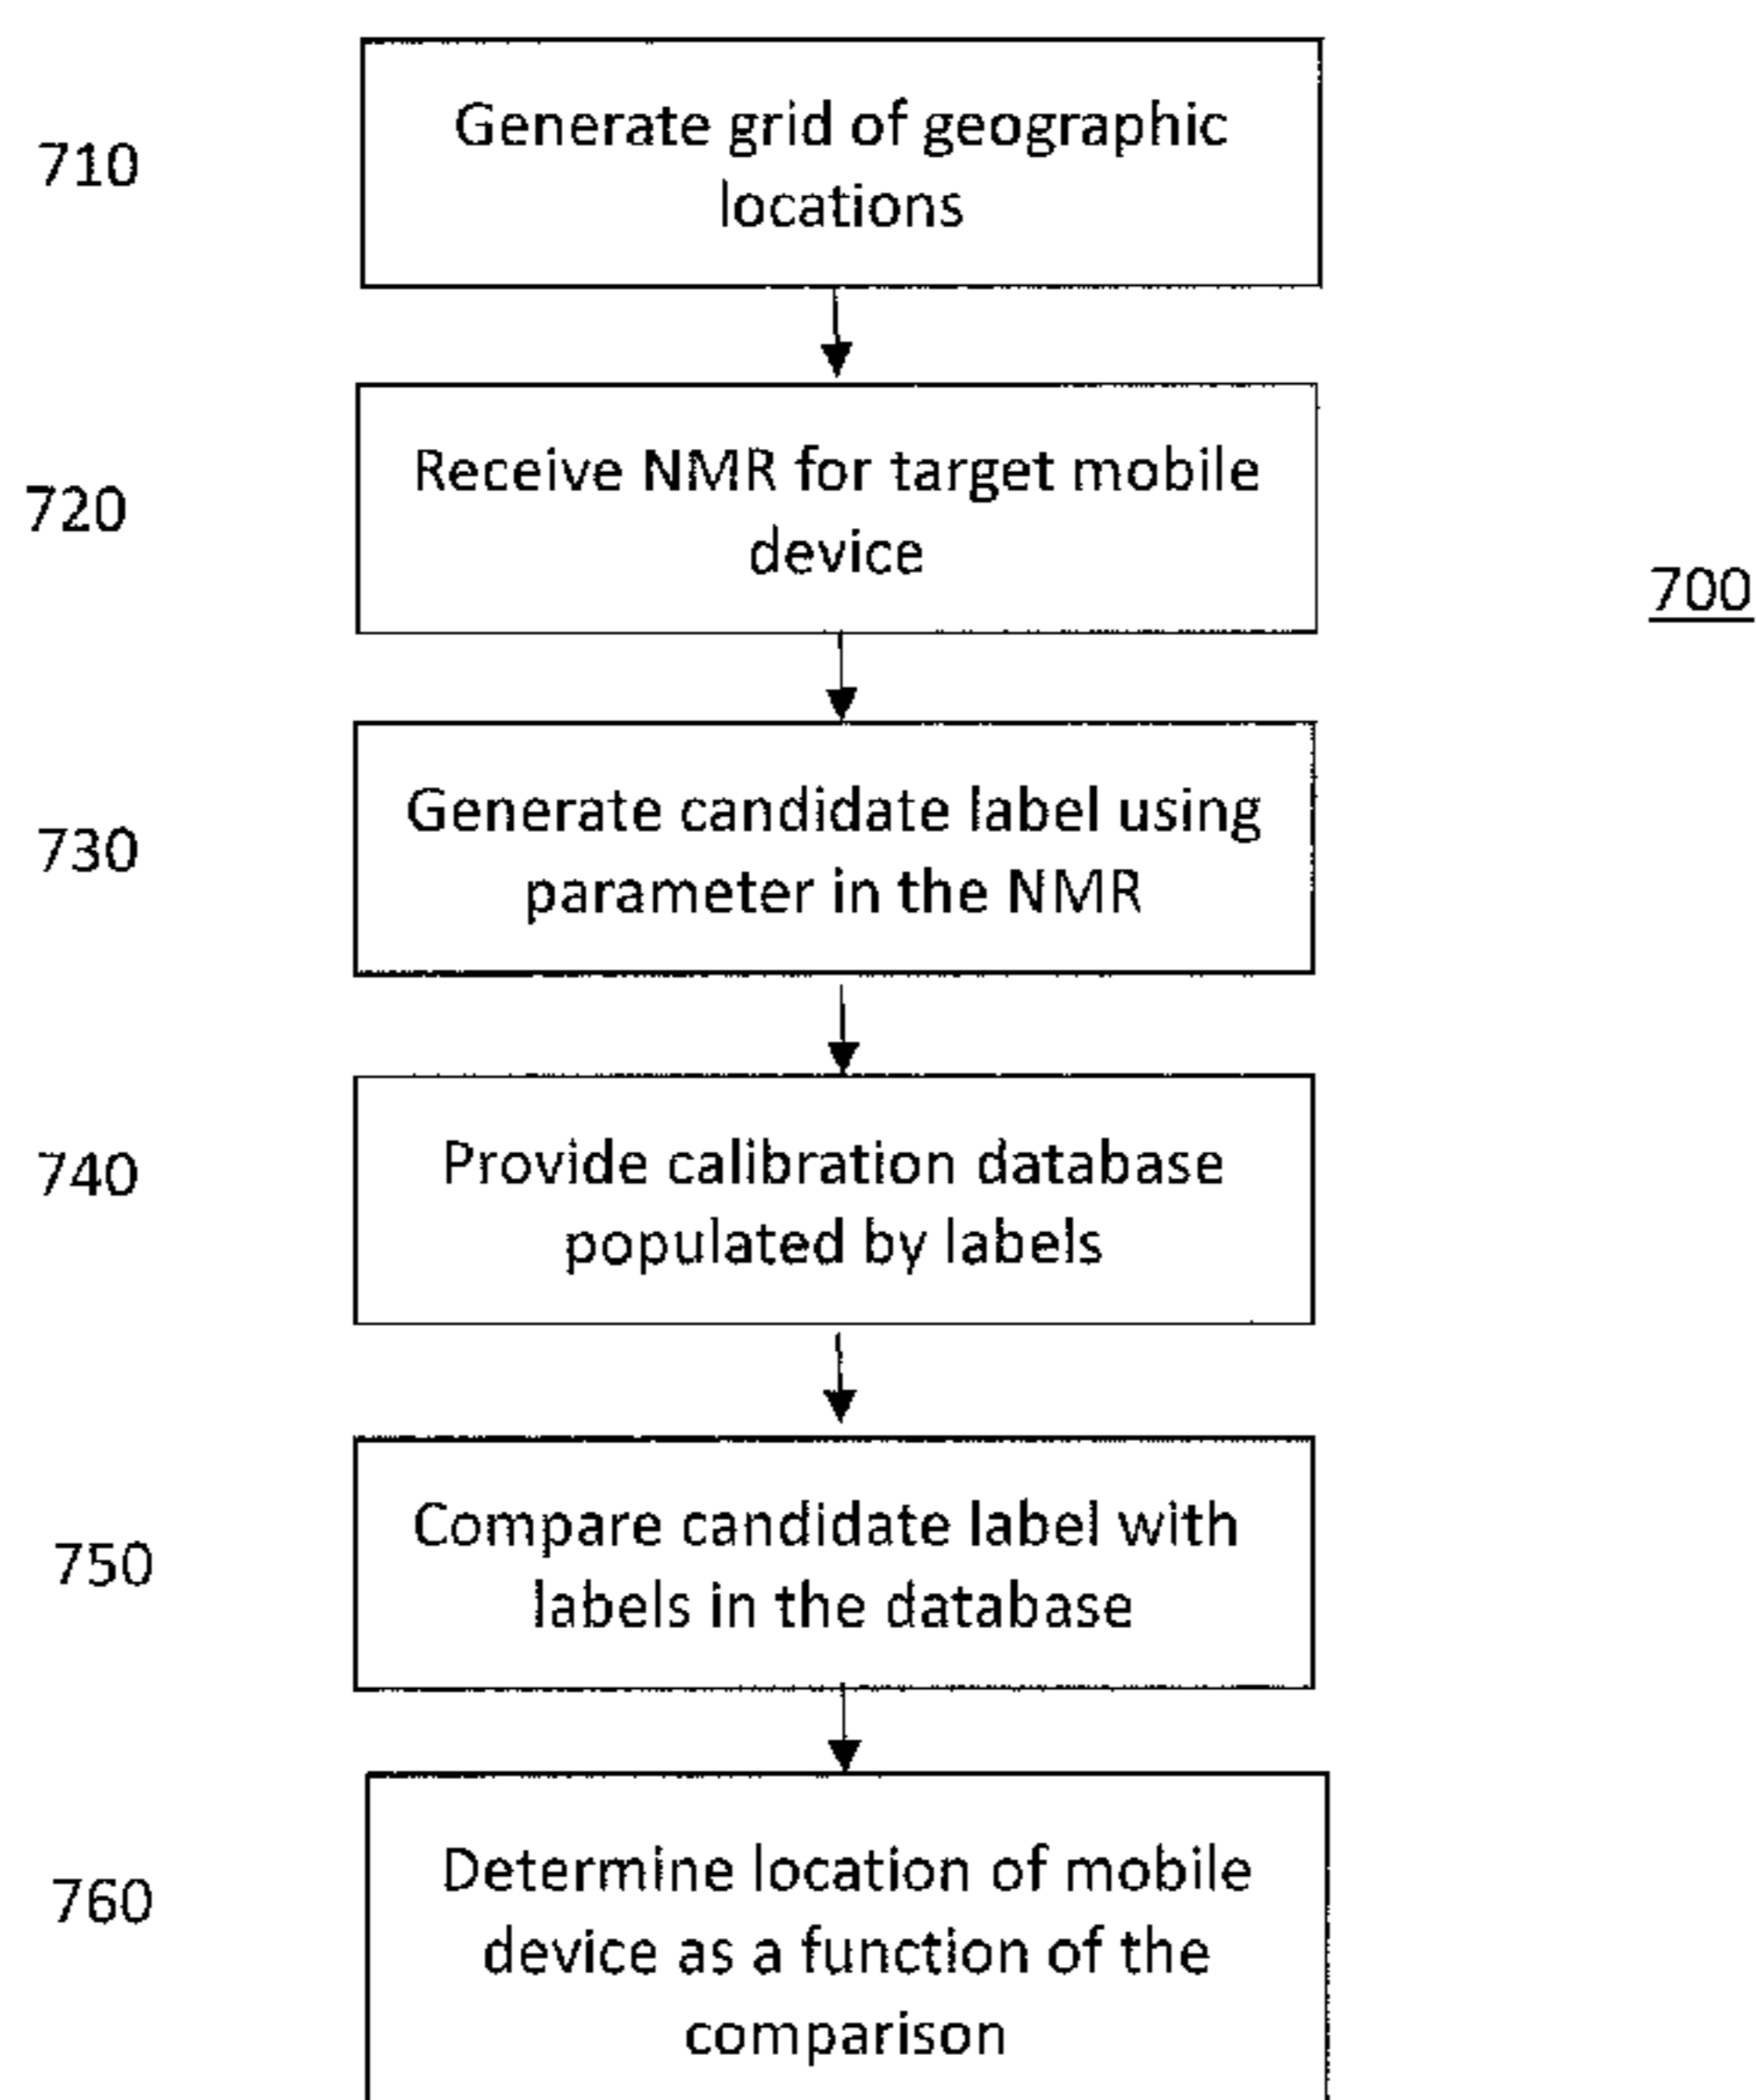 710
Generate grid of geographic
locations
720
Receive NMR for target mobile
device
700
730
Generate candidate label using
parameter in the NMR
740
Provide calibration database
populated by labels
750
Compare candidate label with
labels in the database
760
Determine location of mobile
device as a function of the
comparison